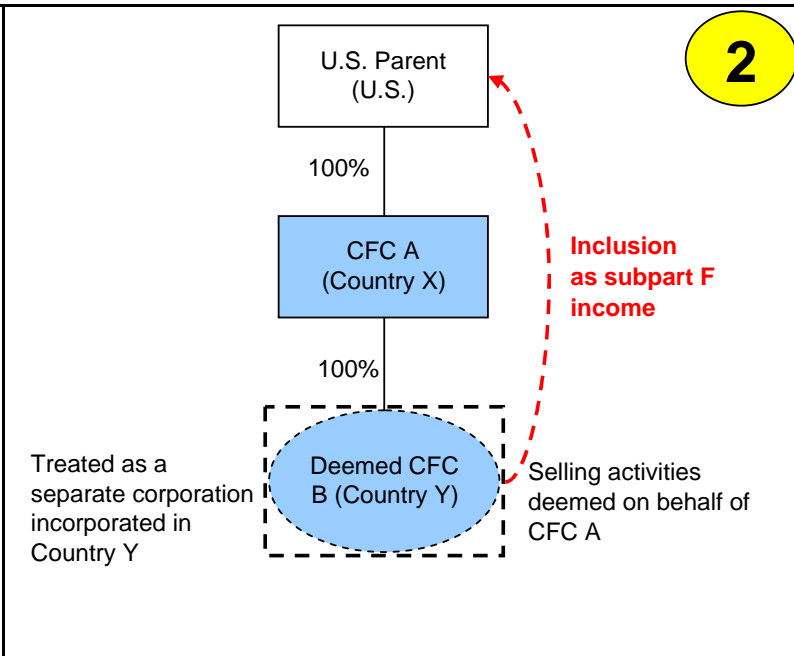 2
U.S. Parent
(U.S.)
100%
CFC A
(Country X)
Inclusion
as subpart F
income
100%
Treated as a
separate corporation
incorporated in
Country Y
Deemed CFC
B (Country Y)
Selling activities
deemed on behalf of
CFC A